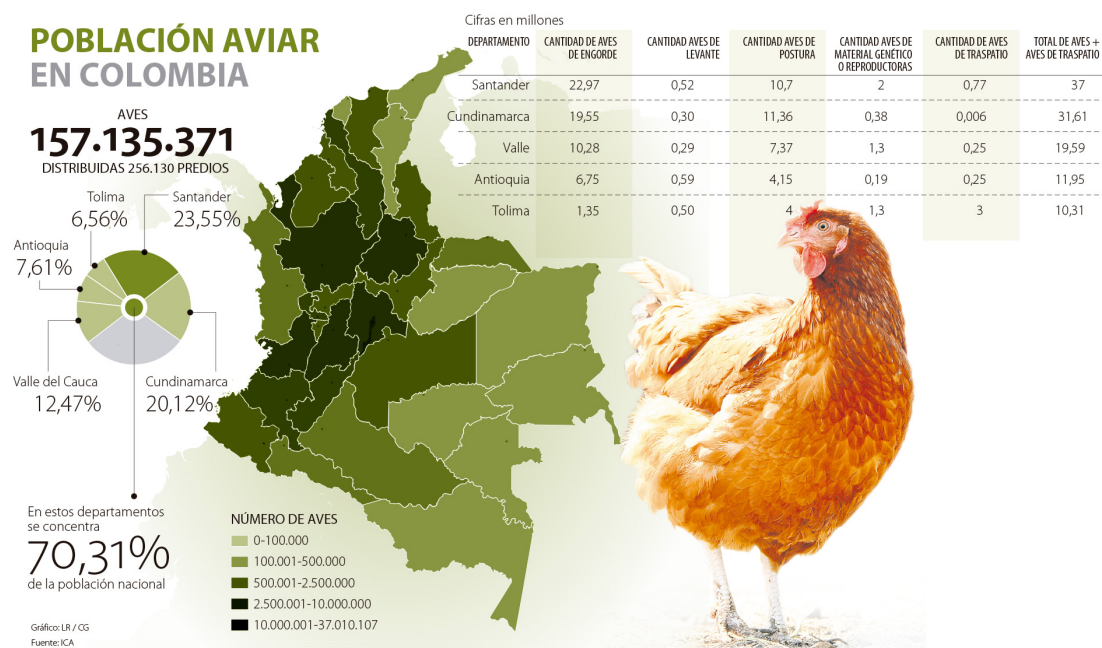 POBLACIÓN AVIAR
EN COLOMBIA
AVES
157.135.371
DISTRIBUIDAS 256.130 PREDIOS
Tolima
6,56%
Santander
23,55%
Antioquia
7,61%
Valle del Cauca
12,47%
Cundinamarca
20,12%
En estos departamentos
se concentra
70,31%
de la población nacional
Gráfico: LR / CG
Fuente: ICA
NÚMERO DE AVES
0-100.000
100.001-500.000
500.001-2.500.000
2.500.001-10.000.000
10.000.001-37.010.107
Cifras en millones
DEPARTAMENTO CANTIDAD DE AVES DE ENGORDE CANTIDAD AVES DE LEVANTE CANTIDAD AVES DE POSTURA CANTIDAD AVES DE MATERIAL GENÉTICO O REPRODUCTORAS CANTIDAD DE AVES DE TRASPATIO TOTAL DE AVES + AVES DE TRASPATIO
Santander 22,97 0,52 10,7 2 0,77 37
Cundinamarca 19,55 0,30 11,36 0,38 0,006 31,61
Valle 10,28 0,29 7,37 1,3 0,25 19,59
Antioquia 6,75 0,59 4,15 0,19 0,25 11,95
Tolima 1,35 0,50 4 1,3 3 10,31